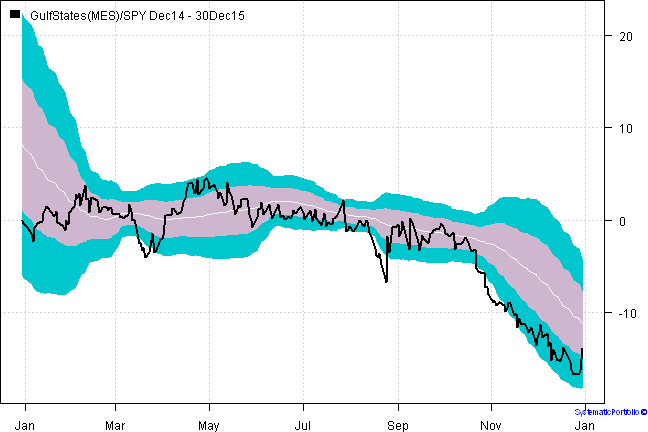 GulfStates(MES)/SPY Dec14 - 30Dec15
20
10
0
-10
Jan Mar May Jul Sep Nov Jan
SystematicPortfolio ©